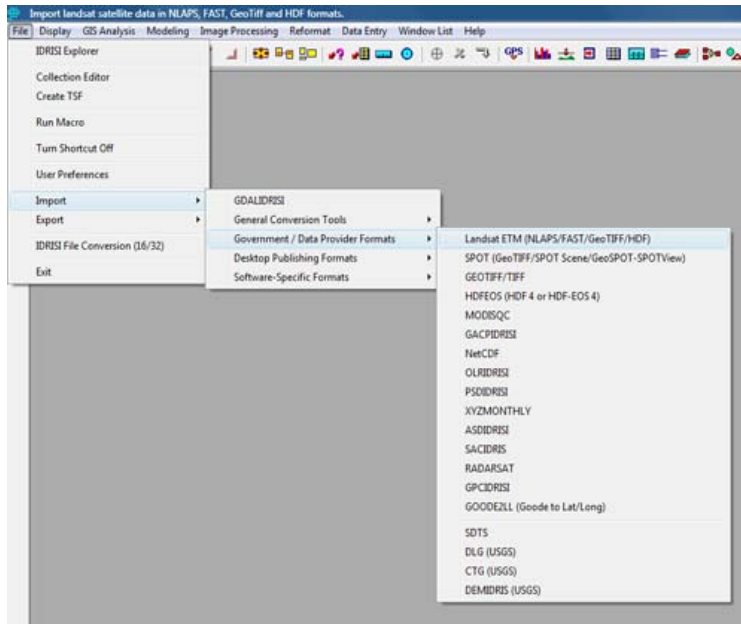 Import landsat satellite data in NLAPS, FAST, GeoTiff and HDF formats.
File Display GIS Analysis Modeling Image Processing Reformat Data Entry Window List Help
GPS
IDRISI Explorer
Collection Editor
Create TSF
Run Macro
Turn Shortcut Off
User Preferences
Import
Export
IDRISI File Conversion (16/32)
Exit
GDALIDRISI
General Conversion Tools
Government / Data Provider Formats
Desktop Publishing Formats
Software-Specific Formats
Landsat ETM (NLAPS/FAST/GeoTIFF/HDF)
SPOT (GeoTIFF/SPOT Scene/GeoSPOT-SPOTView)
GEOTIFF/TIFF
HDFEOS (HDF 4 or HDF-EOS 4)
MODISQC
GACPIDRISI
NetCDF
OLRIDRISI
PSDIDRISI
XYZMONTHLY
ASDIDRISI
SACIDRIS
RADARSAT
GPCIDRISI
GOODE2LL (Goode to Lat/Long)
SDTS
DLG (USGS)
CTG (USGS)
DEMIDRIS (USGS)